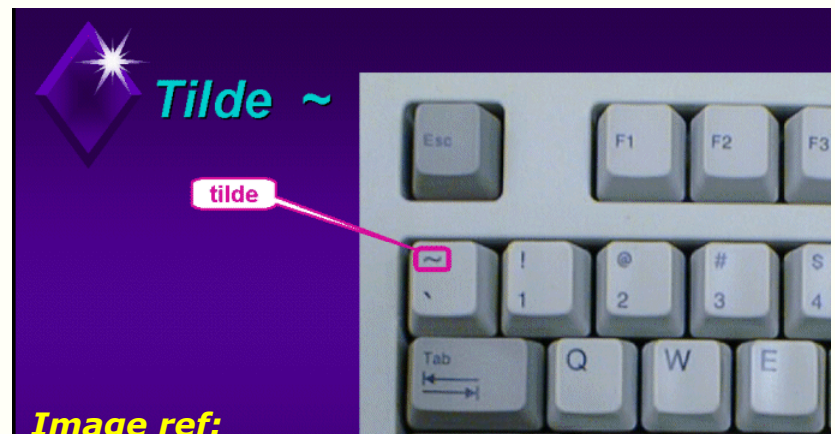 Tilde ~
Esc F1 F2 F3
tilde
~ ! @ # $
` 1 2 3 4
Tab Q W E
Image ref: